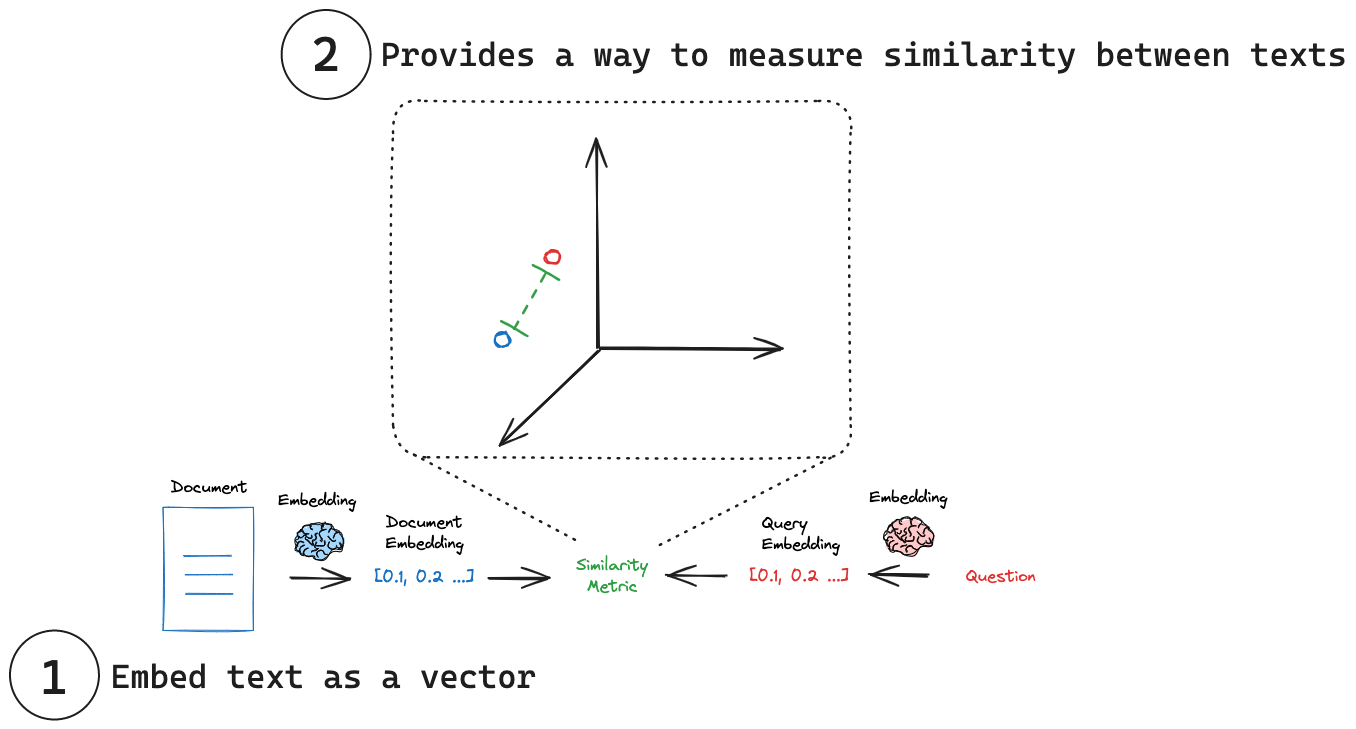 2 Provides a way to measure similarity between texts
Document
Embedding
Document
Embedding
[0.1, 0.2 ...]
Similarity
Metric
Query
Embedding
[0.1, 0.2 ...]
Embedding
Question
1 Embed text as a vector